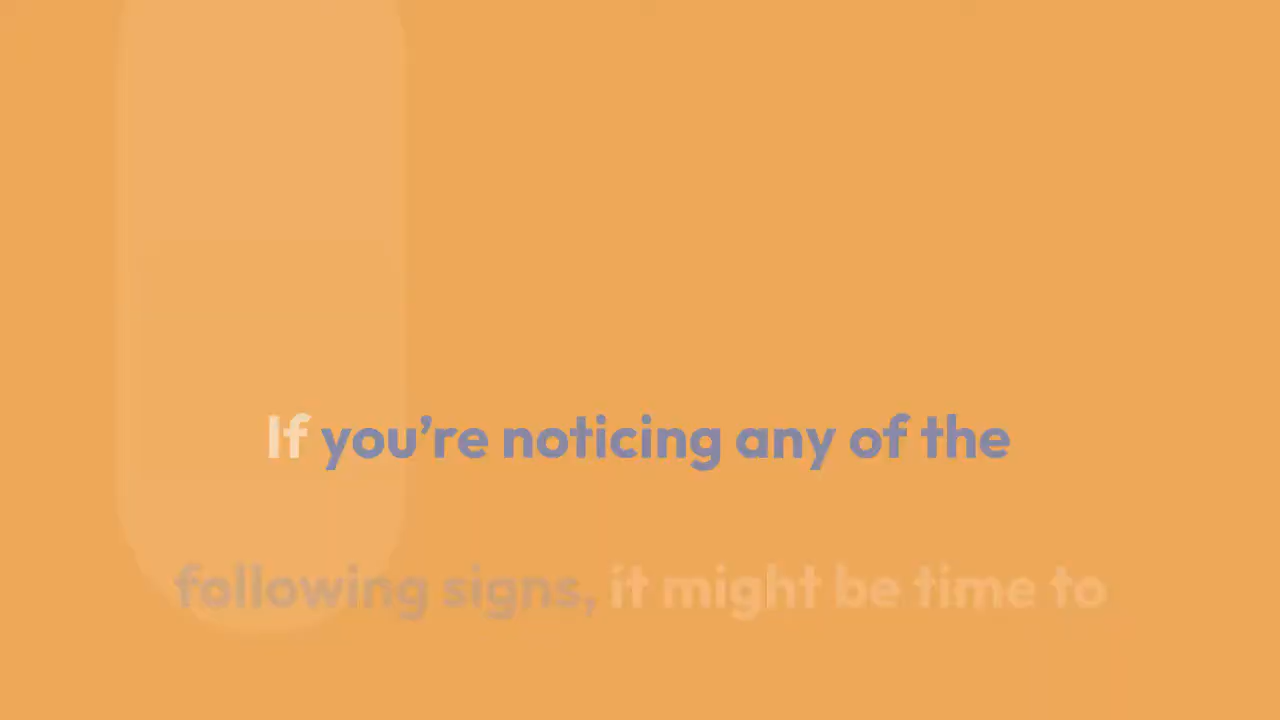 If you’re noticing any of the
following signs, it might be time to